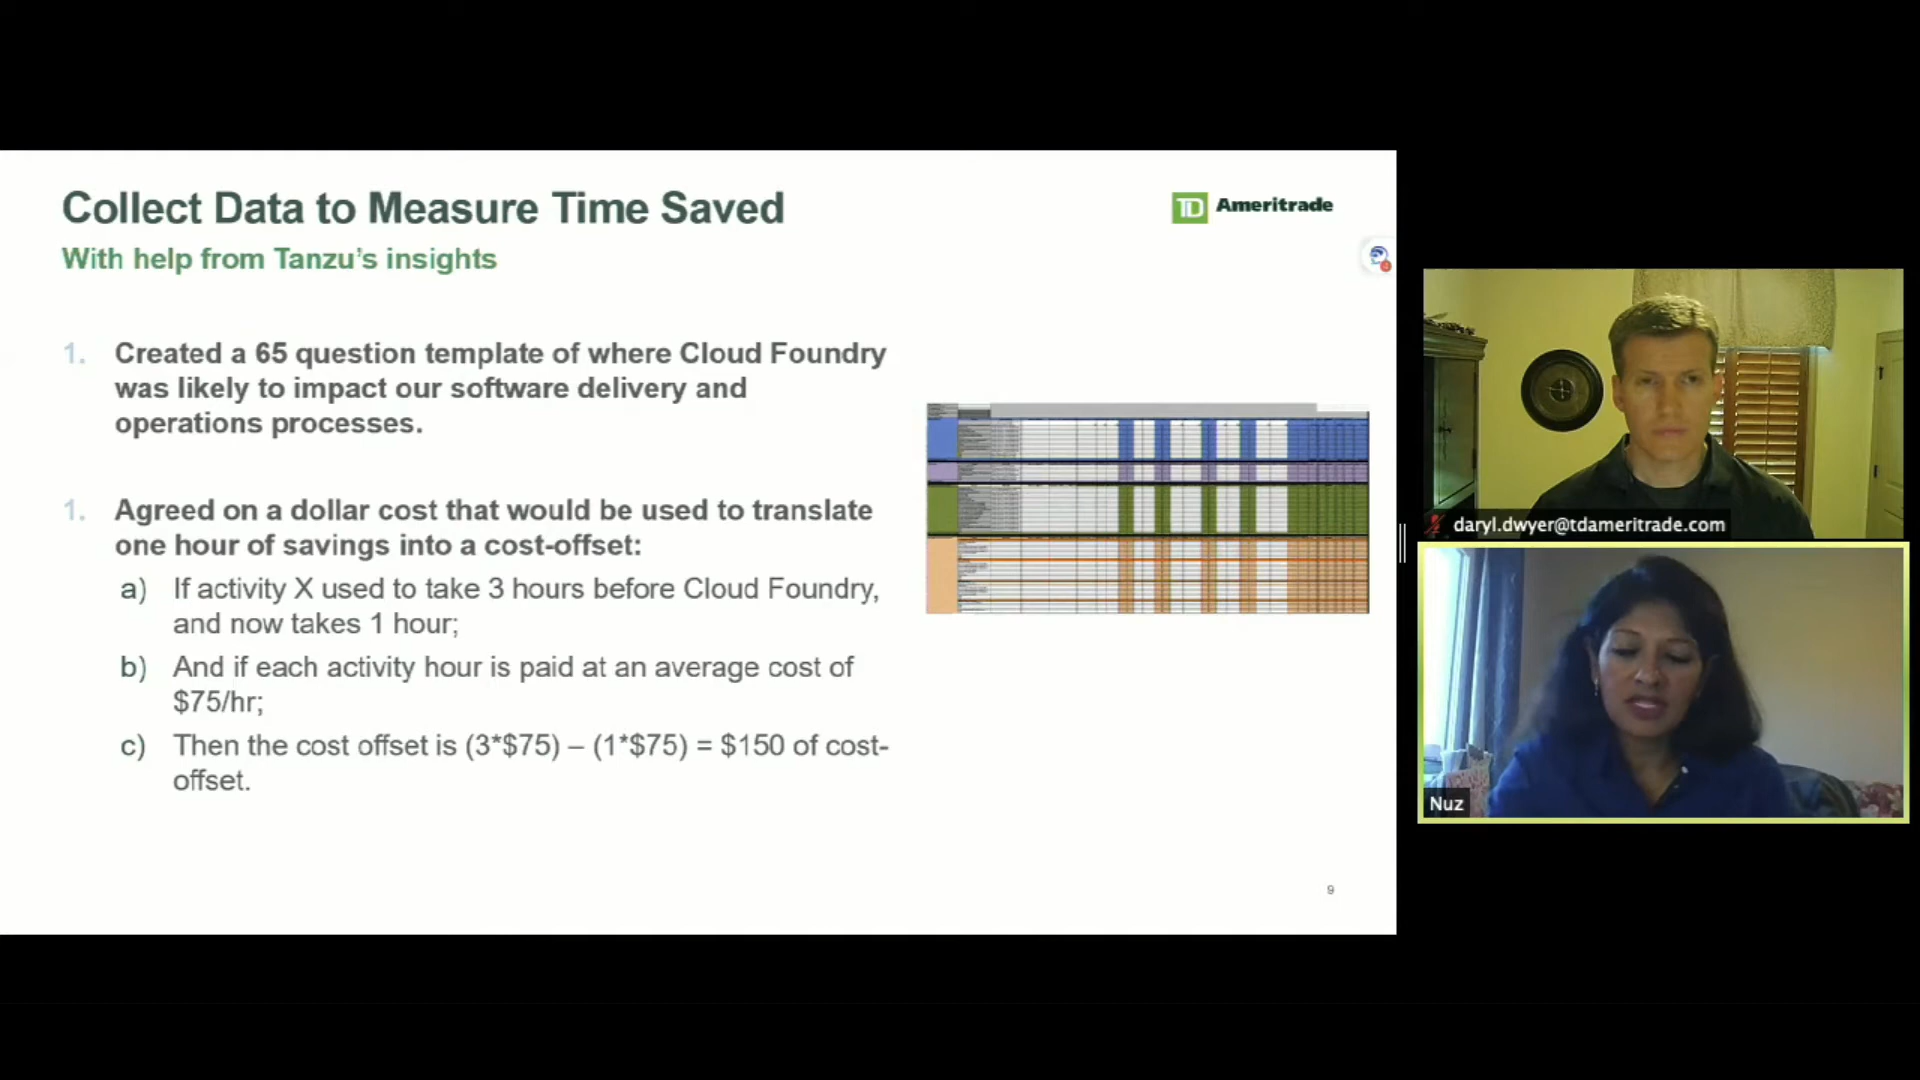 Collect Data to Measure Time Saved
TD Ameritrade
With help from Tanzu's insights
1. Created a 65 question template of where Cloud Foundry
was likely to impact our software delivery and
operations processes.
1. Agreed on a dollar cost that would be used to translate
one hour of savings into a cost-offset:
a) If activity X used to take 3 hours before Cloud Foundry,
and now takes 1 hour;
b) And if each activity hour is paid at an average cost of
$75/hr;
c) Then the cost offset is (3*$75) – (1*$75) = $150 of cost-
offset.
9
daryl.dwyer@tdameritrade.com
Nuz